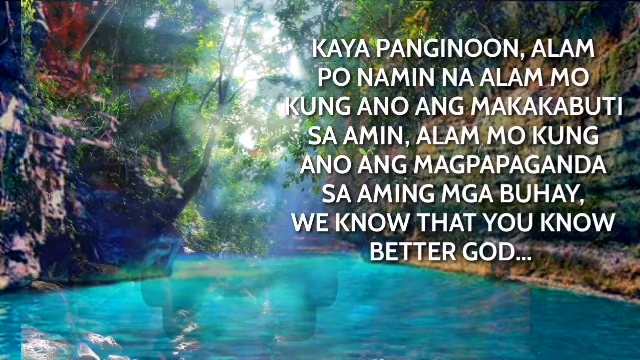 KAYA PANGINOON, ALAM
PO NAMIN NA ALAM MO
KUNG ANO ANG MAKAKABUTI
SA AMIN, ALAM MO KUNG
ANO ANG MAGPAPAGANDA
SA AMING MGA BUHAY,
WE KNOW THAT YOU KNOW
BETTER GOD...